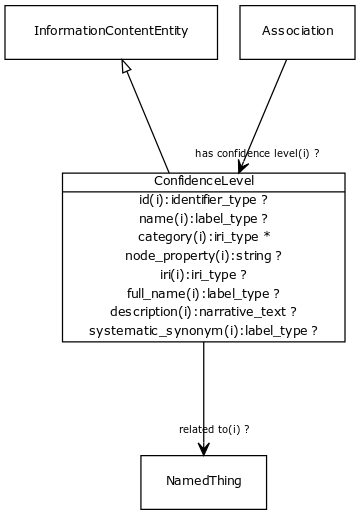 InformationContentEntity
Association
has confidence level(i) ?
ConfidenceLevel
id(i):identifier_type ?
name(i):label_type ?
category(i):iri_type *
node_property(i):string ?
iri(i):iri_type ?
full_name(i):label_type ?
description(i):narrative_text ?
systematic_synonym(i):label_type ?
related to(i) ?
NamedThing